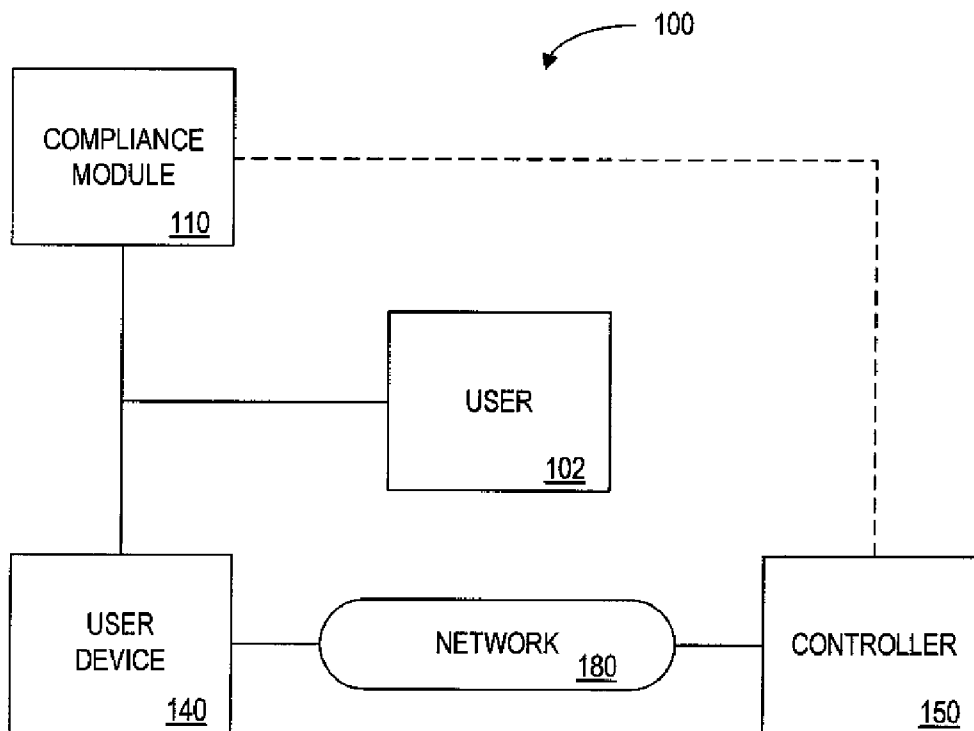 100
COMPLIANCE
MODULE
110
USER
102
USER
DEVICE
140
NETWORK
180
CONTROLLER
150